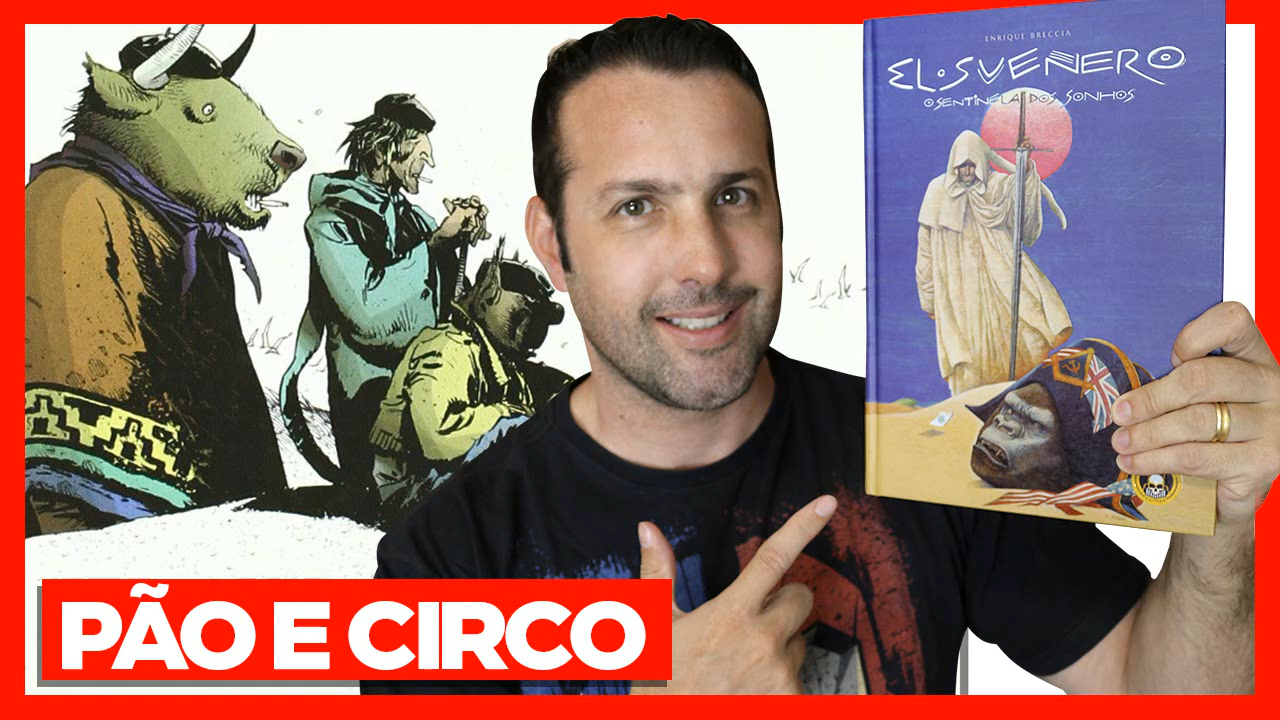 ENRIQUE BRECCIA
EL SUEÑERO
O SENTINELA DOS SONHOS
PÃO E CIRCO